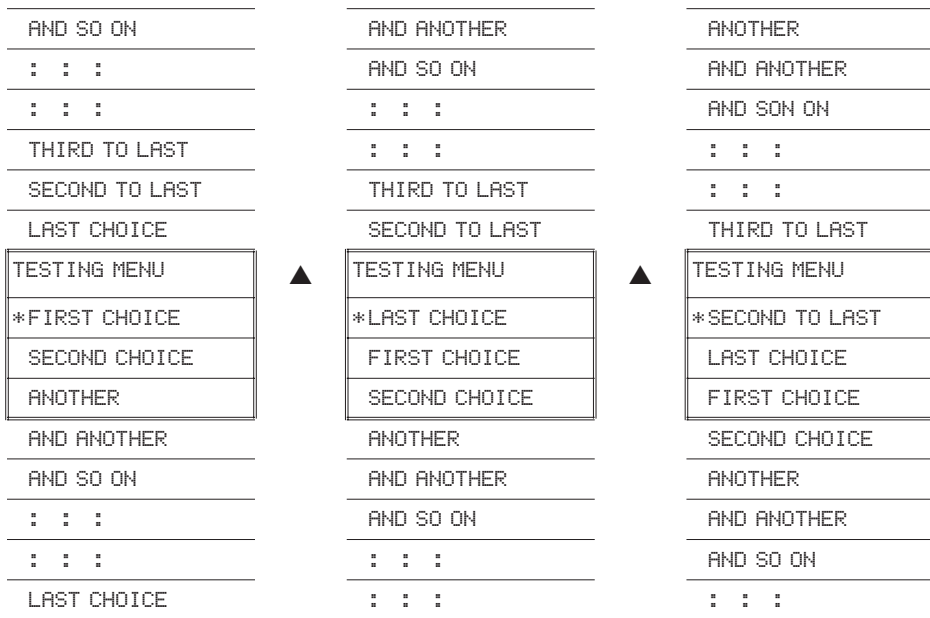 AND SO ON
: : :
: : :
THIRD TO LAST
SECOND TO LAST
LAST CHOICE
TESTING MENU
*FIRST CHOICE
SECOND CHOICE
ANOTHER
AND ANOTHER
AND SO ON
: : :
: : :
LAST CHOICE
▲
AND ANOTHER
AND SO ON
: : :
: : :
THIRD TO LAST
SECOND TO LAST
TESTING MENU
*LAST CHOICE
FIRST CHOICE
SECOND CHOICE
ANOTHER
AND ANOTHER
AND SO ON
: : :
: : :
▲
ANOTHER
AND ANOTHER
AND SON ON
: : :
: : :
THIRD TO LAST
TESTING MENU
*SECOND TO LAST
LAST CHOICE
FIRST CHOICE
SECOND CHOICE
ANOTHER
AND ANOTHER
AND SO ON
: : :